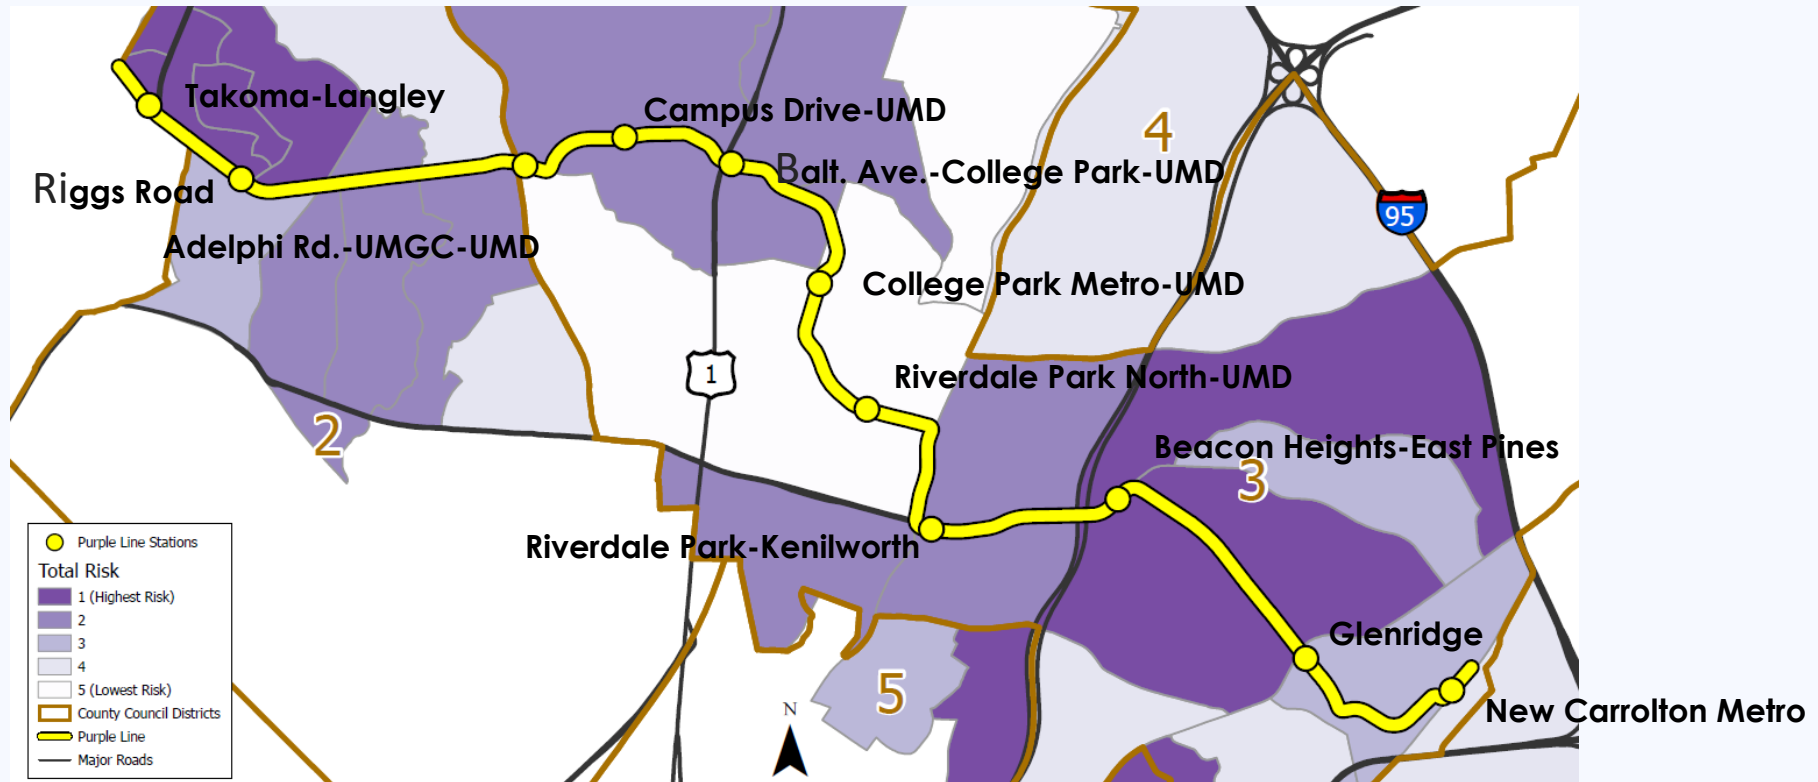 Takoma-Langley
Campus Drive-UMD
4
Balt. Ave.-College Park-UMD
Riggs Road
95
Adelphi Rd.-UMGC-UMD
College Park Metro-UMD
1
Riverdale Park North-UMD
2
Beacon Heights-East Pines
3
Riverdale Park-Kenilworth
Glenridge
5
New Carrolton Metro
N
Purple Line Stations
Total Risk
1 (Highest Risk)
2
3
4
5 (Lowest Risk)
County Council Districts
Purple Line
Major Roads